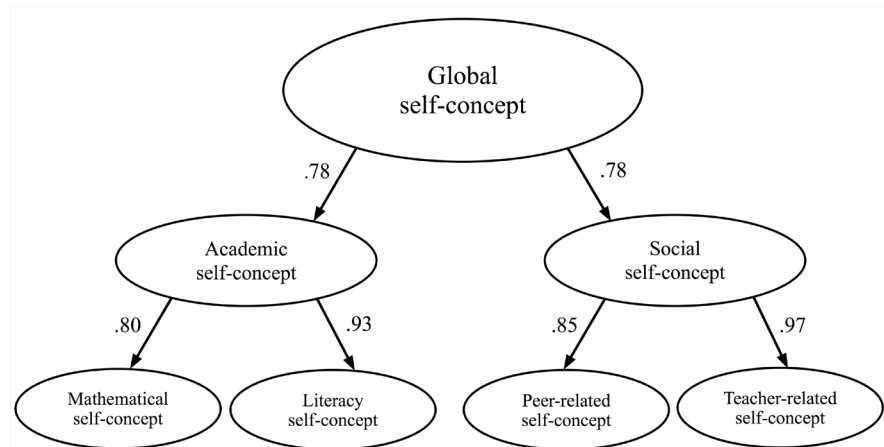 Global
self-concept
.78
.78
Academic
self-concept
Social
self-concept
.80
.93
.85
.97
Mathematical
self-concept
Literacy
self-concept
Peer-related
self-concept
Teacher-related
self-concept